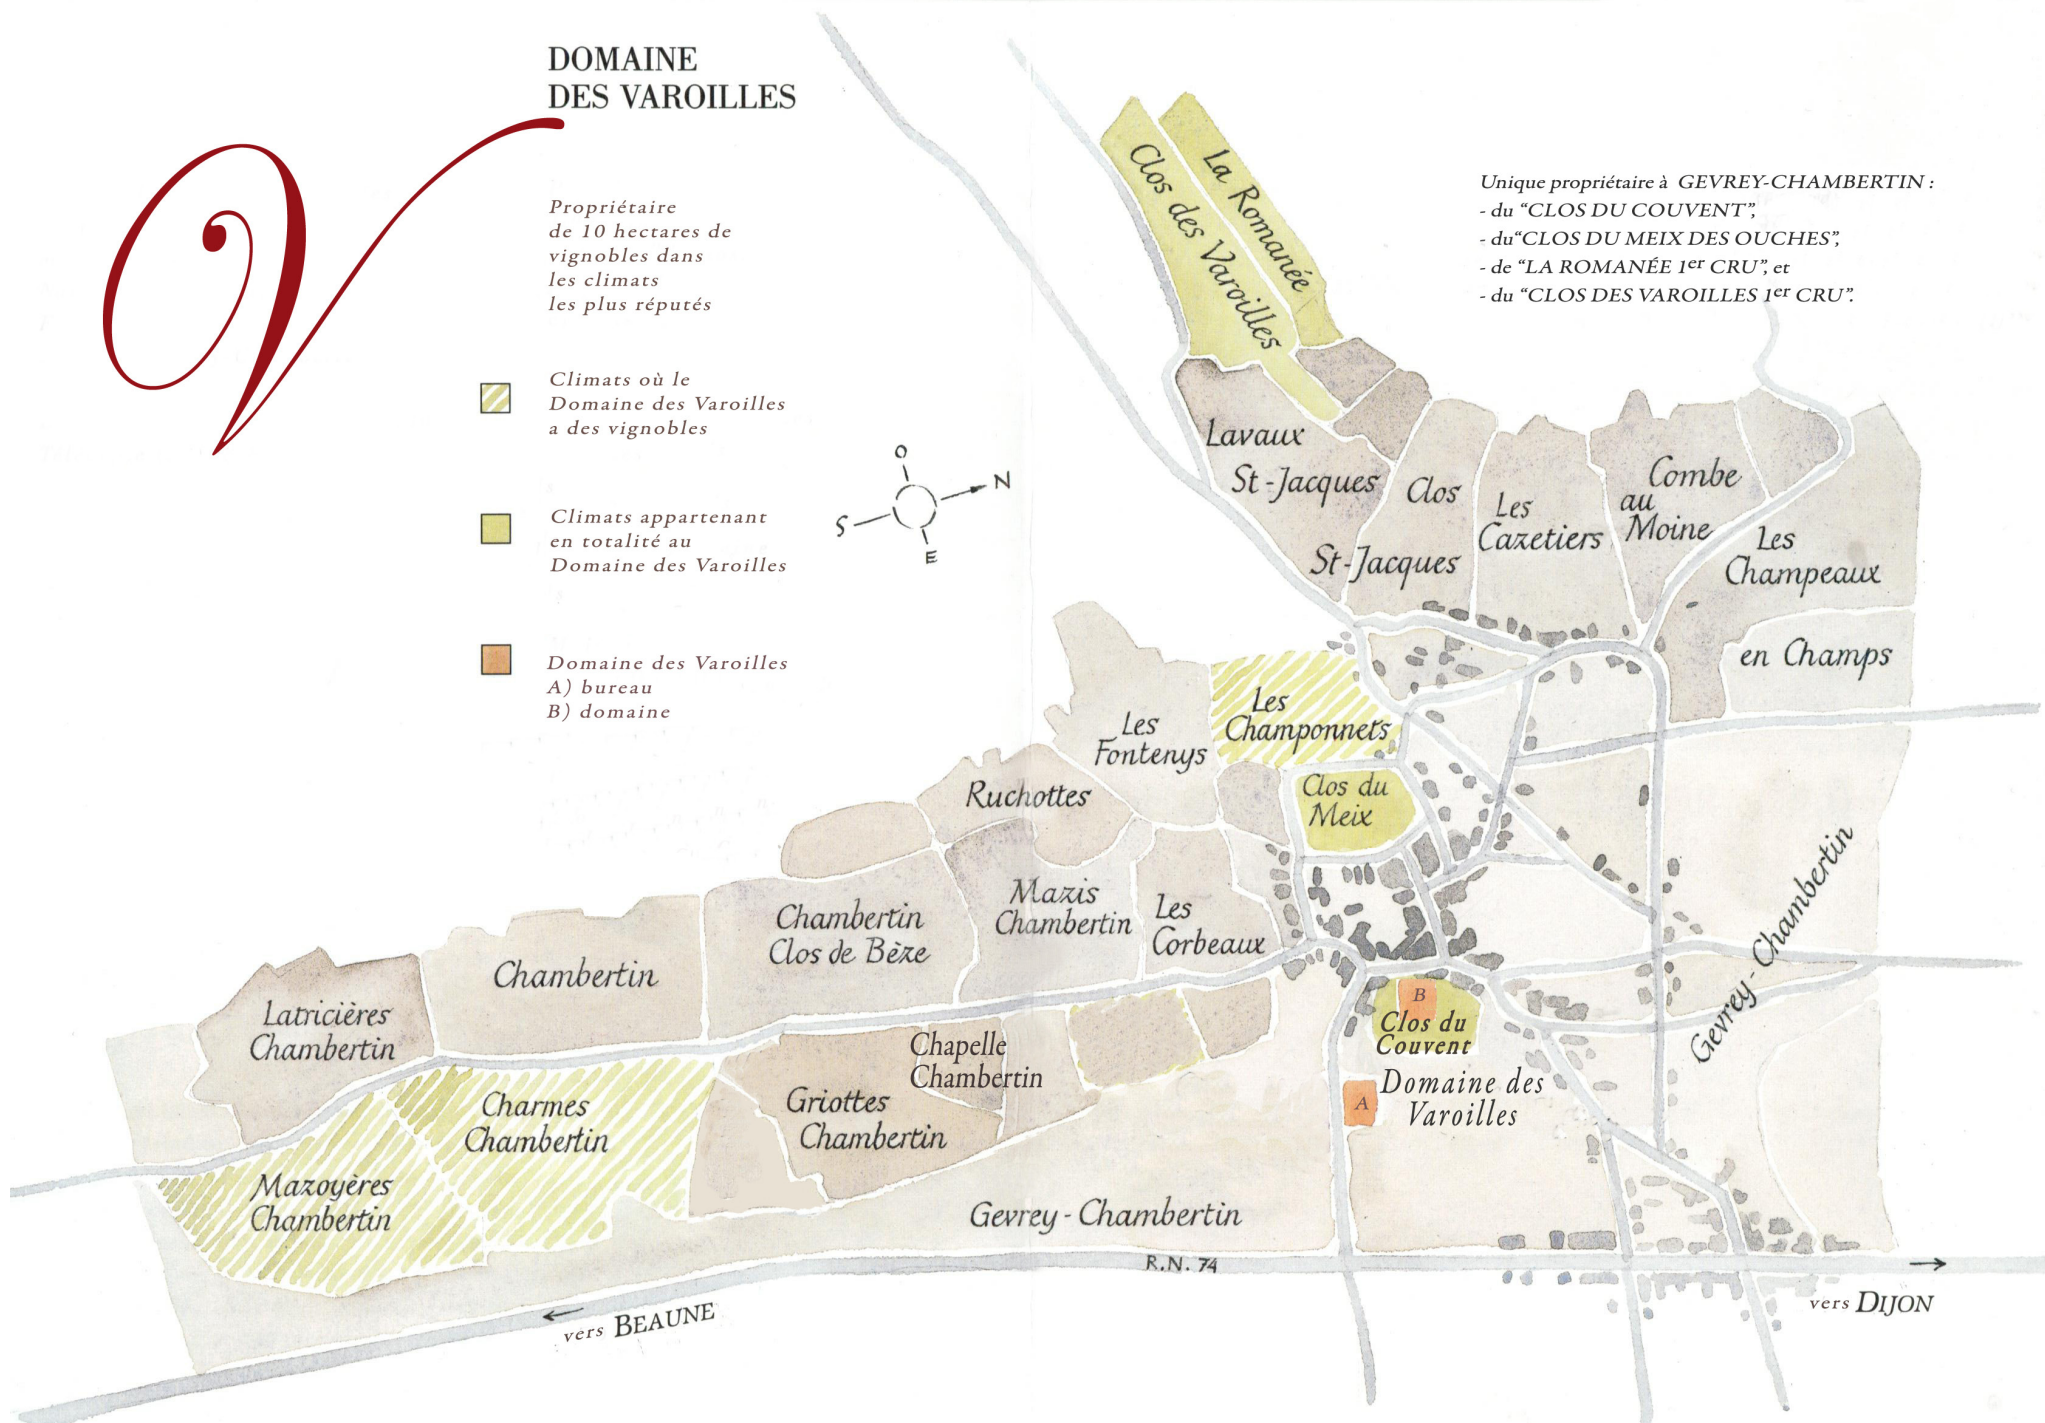 DOMAINE
DES VAROILLES
Propriétaire
de 10 hectares de
vignobles dans
les climats
les plus réputés
Climats où le
Domaine des Varoilles
a des vignobles
Climats appartenant
en totalité au
Domaine des Varoilles
Domaine des Varoilles
A) bureau
B) domaine
O
N
S
E
Unique propriétaire à GEVREY-CHAMBERTIN :
- du “CLOS DU COUVENT”,
- du“CLOS DU MEIX DES OUCHES”,
- de “LA ROMANÉE 1er CRU”, et
- du “CLOS DES VAROILLES 1er CRU”.
La Romanée
Clos des Varoilles
Lavaux
St-Jacques
Clos
St-Jacques
Les
Cazetiers
Combe
au
Moine
Les
Champeaux
en Champs
Les
Champonnets
Les
Fontenys
Clos du
Meix
Ruchottes
Mazis
Chambertin
Les
Corbeaux
Chambertin
Clos de Bèze
Chambertin
Latricières
Chambertin
Chapelle
Chambertin
Griottes
Chambertin
Charmes
Chambertin
Mazoyères
Chambertin
B
Clos du
Couvent
A
Domaine des
Varoilles
Gevrey-Chambertin
Gevrey-Chambertin
R.N. 74
vers BEAUNE
vers DIJON